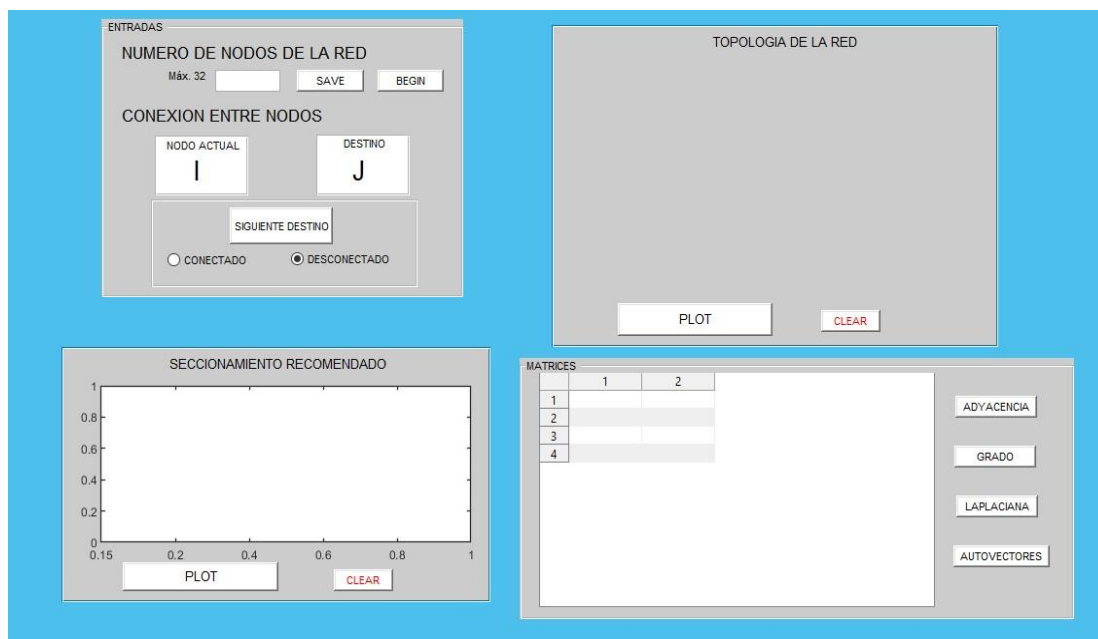 ENTRADAS
NUMERO DE NODOS DE LA RED
Máx. 32
SAVE
BEGIN
CONEXION ENTRE NODOS
NODO ACTUAL
I
DESTINO
J
SIGUIENTE DESTINO
CONECTADO
DESCONECTADO
TOPOLOGIA DE LA RED
PLOT
CLEAR
SECCIONAMIENTO RECOMENDADO
1
0.8
0.6
0.4
0.2
0
0.15 0.2 0.4 0.6 0.8 1
PLOT
CLEAR
MATRICES
1 2
1
2
3
4
ADYACENCIA
GRADO
LAPLACIANA
AUTOVECTORES